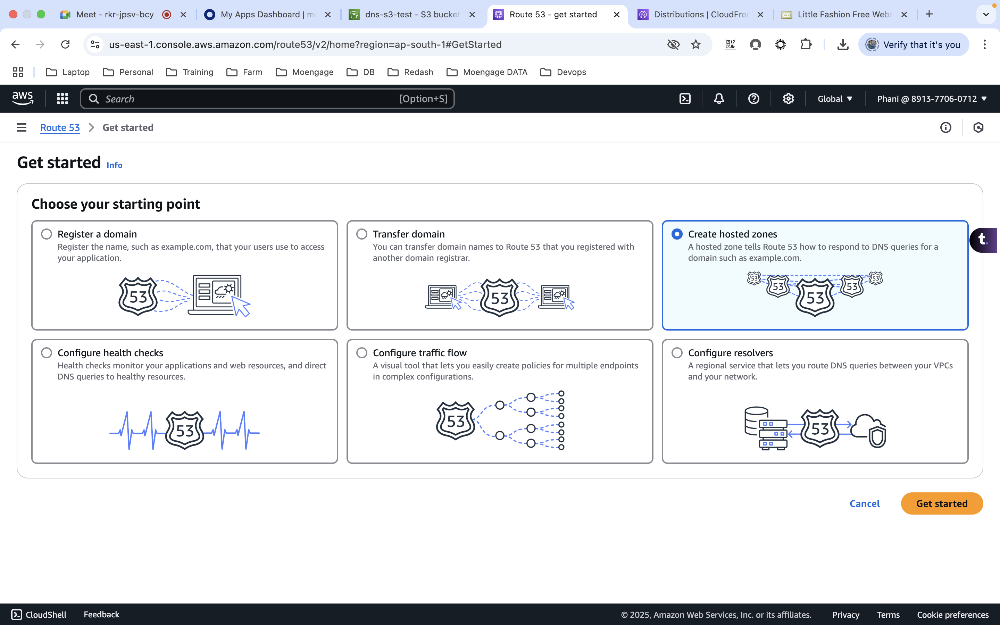 Meet - rkr-jpsv-bcy
My Apps Dashboard | m
dns-s3-test - S3 bucket
Route 53 - get started
Distributions | CloudFron
Little Fashion Free Webs
us-east-1.console.aws.amazon.com/route53/v2/home?region=ap-south-1#GetStarted
Verify that it's you
Laptop
Personal
Training
Farm
Moengage
DB
Redash
Moengage DATA
Devops
aws
Search
[Option+S]
Global
Phani @ 8913-7706-0712
Route 53
Get started
Get started
Info
Choose your starting point
Register a domain
Register the name, such as example.com, that your users use to access
your application.
53
Transfer domain
You can transfer domain names to Route 53 that you registered with
another domain registrar.
53
Create hosted zones
A hosted zone tells Route 53 how to respond to DNS queries for a
domain such as example.com.
53
53
53
53
53
t.
Configure health checks
Health checks monitor your applications and web resources, and direct
DNS queries to healthy resources.
53
Configure traffic flow
A visual tool that lets you easily create policies for multiple endpoints
in complex configurations.
53
Configure resolvers
A regional service that lets you route DNS queries between your VPCs
and your network.
53
Cancel
Get started
CloudShell
Feedback
© 2025, Amazon Web Services, Inc. or its affiliates.
Privacy
Terms
Cookie preferences